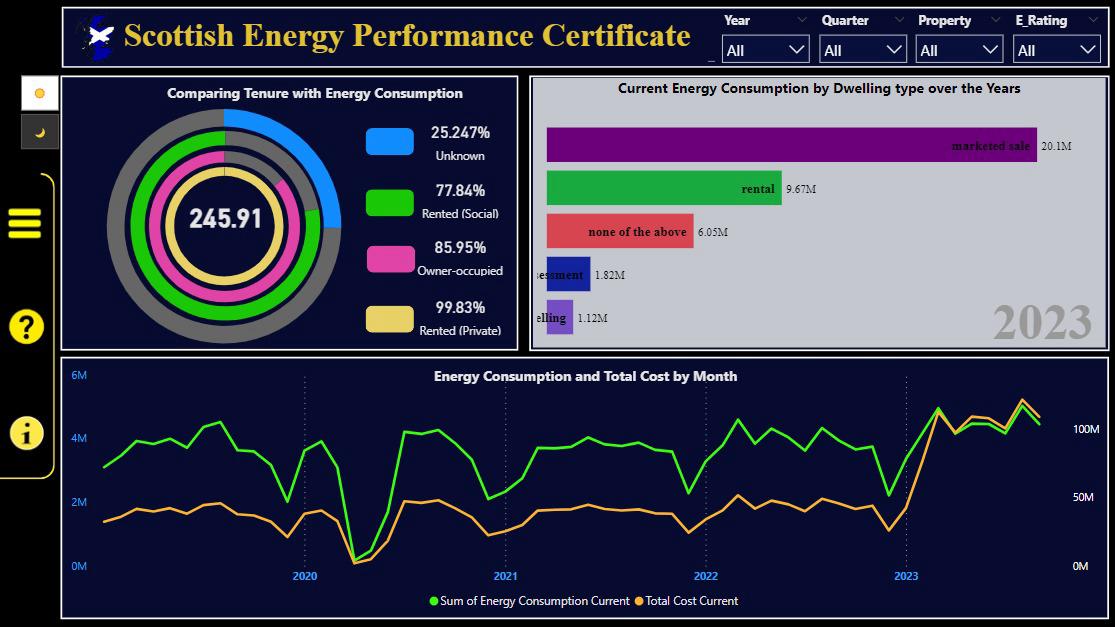 Scottish Energy Performance Certificate
Year
Quarter
Property
E_Rating
All
All
All
All
Comparing Tenure with Energy Consumption
245.91
25.247%
Unknown
77.84%
Rented (Social)
85.95%
Owner-occupied
99.83%
Rented (Private)
Current Energy Consumption by Dwelling type over the Years
marketed sale 20.1M
rental 9.67M
none of the above 6.05M
essment 1.82M
elling 1.12M
2023
Energy Consumption and Total Cost by Month
6M
4M
2M
0M
100M
50M
0M
2020
2021
2022
2023
Sum of Energy Consumption Current
Total Cost Current